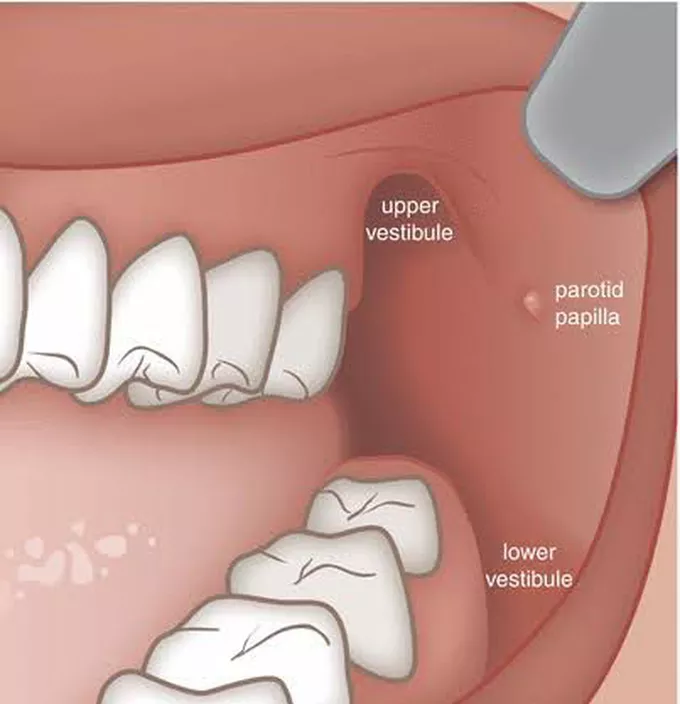 upper
vestibule
parotid
papilla
lower
vestibule